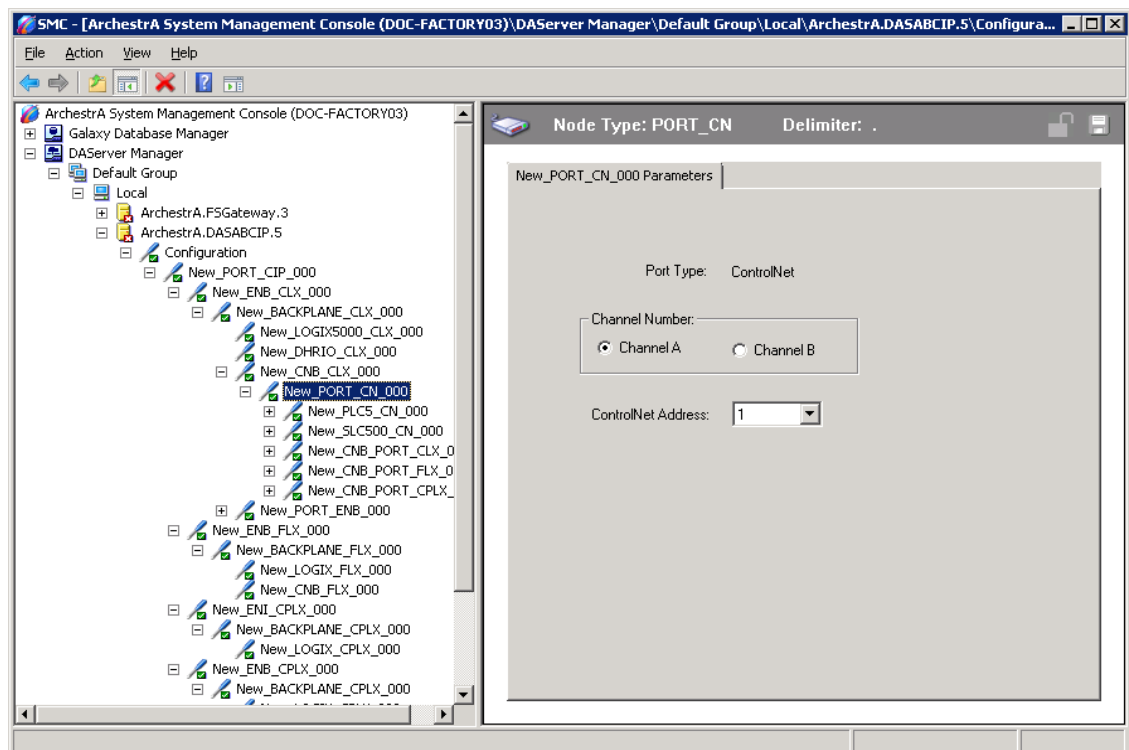 SMC - [ArchestrA System Management Console (DOC-FACTORY03)\DAServer Manager\Default Group\Local\ArchestrA.DASABCIP.5\Configura...
File Action View Help
ArchestrA System Management Console (DOC-FACTORY03)
Galaxy Database Manager
DAServer Manager
Default Group
Local
ArchestrA.FSGateway.3
ArchestrA.DASABCIP.5
Configuration
New_PORT_CIP_000
New_ENB_CLX_000
New_BACKPLANE_CLX_000
New_LOGIX5000_CLX_000
New_DHRIO_CLX_000
New_CNB_CLX_000
New_PORT_CN_000
New_PLC5_CN_000
New_SLC500_CN_000
New_CNB_PORT_CLX_0
New_CNB_PORT_FLX_0
New_CNB_PORT_CPLX_
New_PORT_ENB_000
New_ENB_FLX_000
New_BACKPLANE_FLX_000
New_LOGIX_FLX_000
New_CNB_FLX_000
New_ENI_CPLX_000
New_BACKPLANE_CPLX_000
New_LOGIX_CPLX_000
New_ENB_CPLX_000
New_BACKPLANE_CPLX_000
Node Type: PORT_CN Delimiter: .
New_PORT_CN_000 Parameters
Port Type: ControlNet
Channel Number:
Channel A Channel B
ControlNet Address: 1